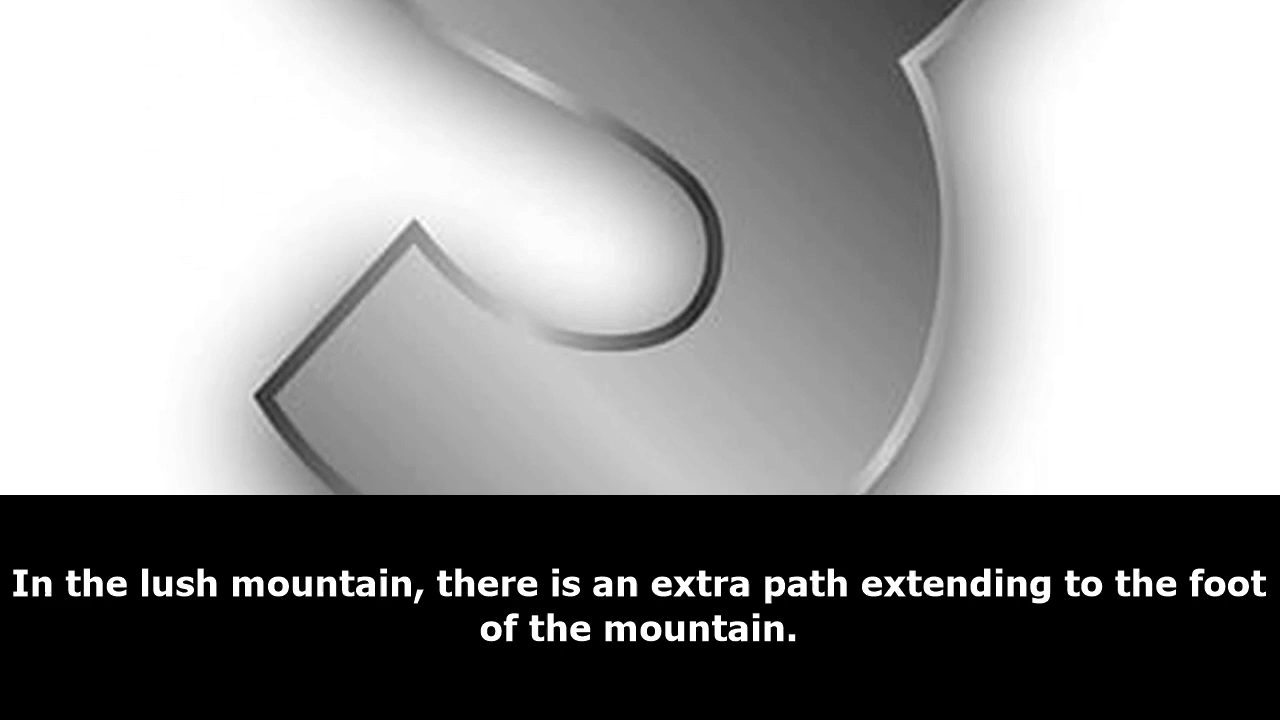 In the lush mountain, there is an extra path extending to the foot
of the mountain.